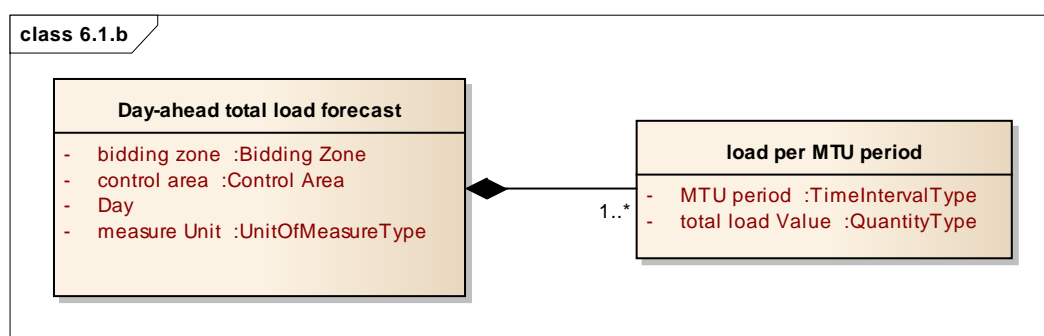 class 6.1.b
Day-ahead total load forecast
- bidding zone :Bidding Zone
- control area :Control Area
- Day
- measure Unit :UnitOfMeasureType
1..*
load per MTU period
- MTU period :TimeIntervalType
- total load Value :QuantityType